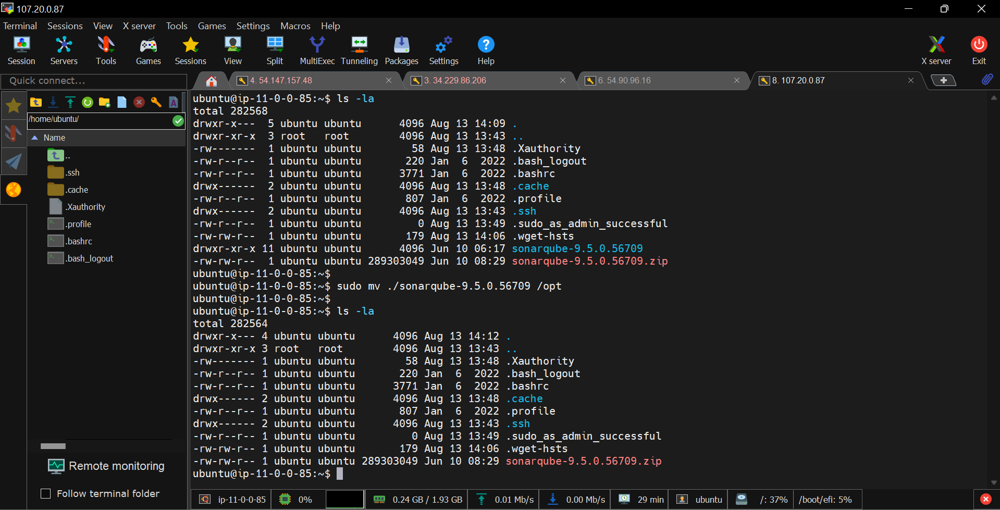 107.20.0.87
Terminal Sessions View X server Tools Games Settings Macros Help
Session Servers Tools Games Sessions View Split MultiExec Tunneling Packages Settings Help X server Exit
Quick connect...
4. 54.147.157.48
3. 34.229.86.206
6. 54.90.96.16
8. 107.20.0.87
/home/ubuntu/
Name
..
.ssh
.cache
.Xauthority
.profile
.bashrc
.bash_logout
Remote monitoring
Follow terminal folder
ubuntu@ip-11-0-0-85:~$ ls -la
total 282568
drwxr-x---  5 ubuntu ubuntu      4096 Aug 13 14:09 .
drwxr-xr-x  3 root   root        4096 Aug 13 13:43 ..
-rw-------  1 ubuntu ubuntu        58 Aug 13 13:48 .Xauthority
-rw-r--r--  1 ubuntu ubuntu       220 Jan  6  2022 .bash_logout
-rw-r--r--  1 ubuntu ubuntu      3771 Jan  6  2022 .bashrc
drwx------  2 ubuntu ubuntu      4096 Aug 13 13:48 .cache
-rw-r--r--  1 ubuntu ubuntu       807 Jan  6  2022 .profile
drwx------  2 ubuntu ubuntu      4096 Aug 13 13:43 .ssh
-rw-r--r--  1 ubuntu ubuntu         0 Aug 13 13:49 .sudo_as_admin_successful
-rw-rw-r--  1 ubuntu ubuntu       179 Aug 13 14:06 .wget-hsts
drwxr-xr-x 11 ubuntu ubuntu      4096 Jun 10 06:17 sonarqube-9.5.0.56709
-rw-rw-r--  1 ubuntu ubuntu 289303049 Jun 10 08:29 sonarqube-9.5.0.56709.zip
ubuntu@ip-11-0-0-85:~$
ubuntu@ip-11-0-0-85:~$ sudo mv ./sonarqube-9.5.0.56709 /opt
ubuntu@ip-11-0-0-85:~$
ubuntu@ip-11-0-0-85:~$ ls -la
total 282564
drwxr-x--- 4 ubuntu ubuntu      4096 Aug 13 14:12 .
drwxr-xr-x 3 root   root        4096 Aug 13 13:43 ..
-rw------- 1 ubuntu ubuntu        58 Aug 13 13:48 .Xauthority
-rw-r--r-- 1 ubuntu ubuntu       220 Jan  6  2022 .bash_logout
-rw-r--r-- 1 ubuntu ubuntu      3771 Jan  6  2022 .bashrc
drwx------ 2 ubuntu ubuntu      4096 Aug 13 13:48 .cache
-rw-r--r-- 1 ubuntu ubuntu       807 Jan  6  2022 .profile
drwx------ 2 ubuntu ubuntu      4096 Aug 13 13:43 .ssh
-rw-r--r-- 1 ubuntu ubuntu         0 Aug 13 13:49 .sudo_as_admin_successful
-rw-rw-r-- 1 ubuntu ubuntu       179 Aug 13 14:06 .wget-hsts
-rw-rw-r-- 1 ubuntu ubuntu 289303049 Jun 10 08:29 sonarqube-9.5.0.56709.zip
ubuntu@ip-11-0-0-85:~$
ip-11-0-0-85 0% 0.24 GB / 1.93 GB 0.01 Mb/s 0.00 Mb/s 29 min ubuntu /: 37% /boot/efi: 5%